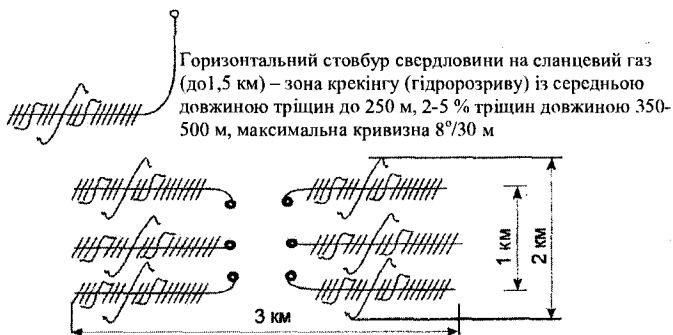 Горизонтальний стовбур свердловини на сланцевий газ
(до1,5 км) – зона крекінгу (гідророзриву) із середньою
довжиною тріщин до 250 м, 2-5 % тріщин довжиною 350-
500 м, максимальна кривизна 8°/30 м
1 км
2 км
3 км